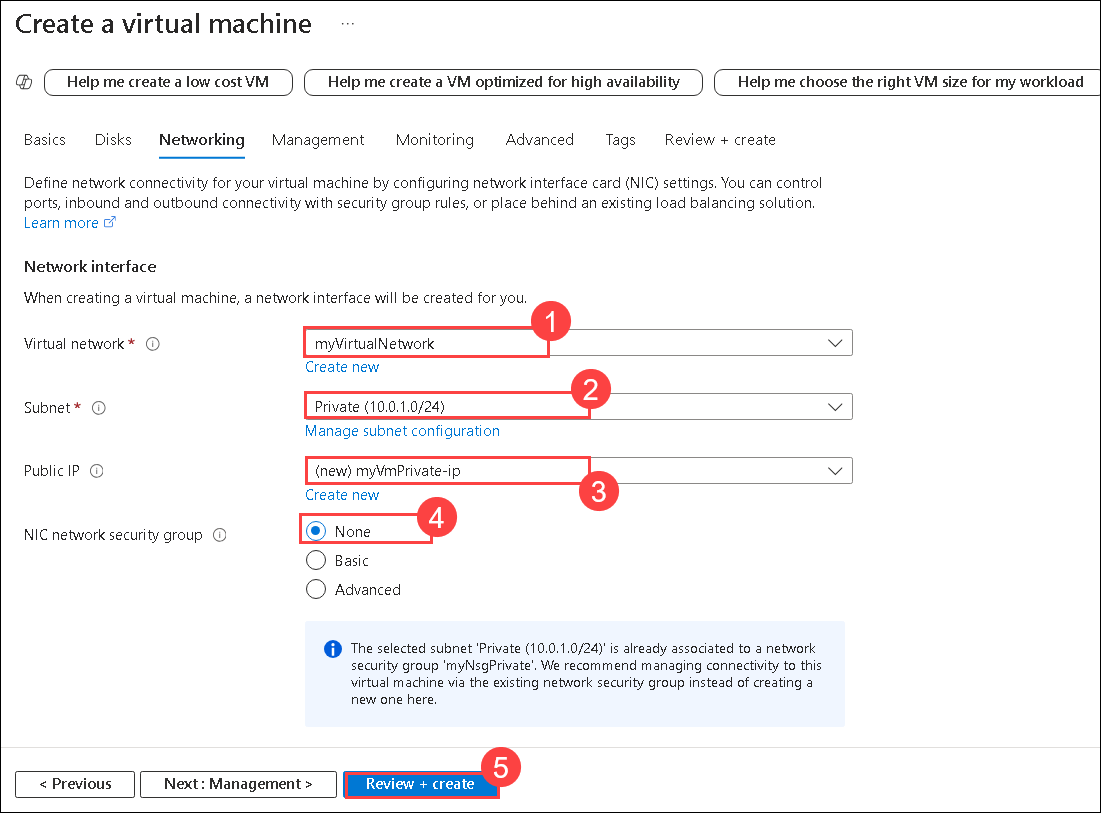 Create a virtual machine ...
Help me create a low cost VM
Help me create a VM optimized for high availability
Help me choose the right VM size for my workload
Basics Disks Networking Management Monitoring Advanced Tags Review + create
Define network connectivity for your virtual machine by configuring network interface card (NIC) settings. You can control
ports, inbound and outbound connectivity with security group rules, or place behind an existing load balancing solution.
Learn more
Network interface
When creating a virtual machine, a network interface will be created for you.
1
Virtual network * myVirtualNetwork
Create new
2
Subnet * Private (10.0.1.0/24)
Manage subnet configuration
Public IP (new) myVmPrivate-ip
3
Create new
4
NIC network security group None
Basic
Advanced
The selected subnet 'Private (10.0.1.0/24)' is already associated to a network
security group 'myNsgPrivate'. We recommend managing connectivity to this
virtual machine via the existing network security group instead of creating a
new one here.
5
< Previous Next : Management > Review + create